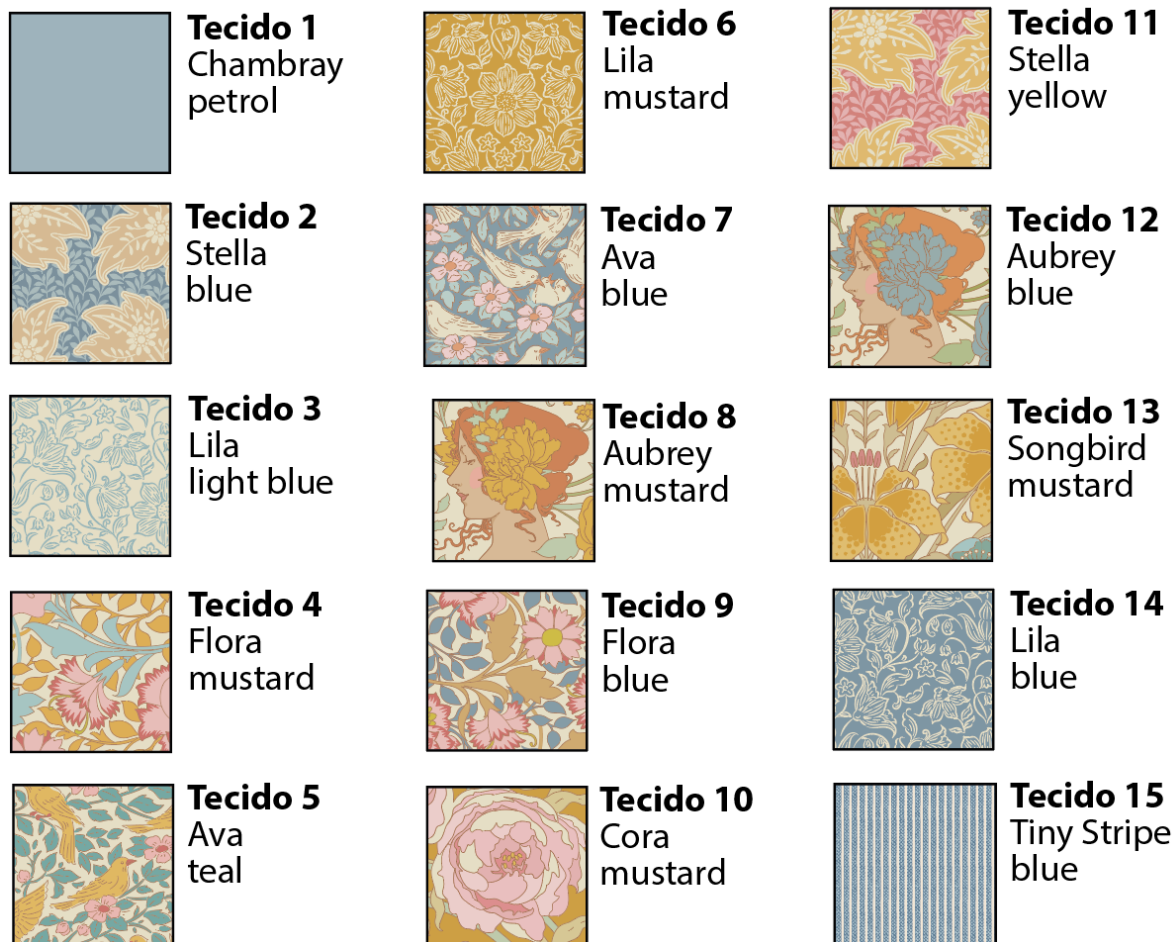 Tecido 1
Chambray
petrol
Tecido 2
Stella
blue
Tecido 3
Lila
light blue
Tecido 4
Flora
mustard
Tecido 5
Ava
teal
Tecido 6
Lila
mustard
Tecido 7
Ava
blue
Tecido 8
Aubrey
mustard
Tecido 9
Flora
blue
Tecido 10
Cora
mustard
Tecido 11
Stella
yellow
Tecido 12
Aubrey
blue
Tecido 13
Songbird
mustard
Tecido 14
Lila
blue
Tecido 15
Tiny Stripe
blue